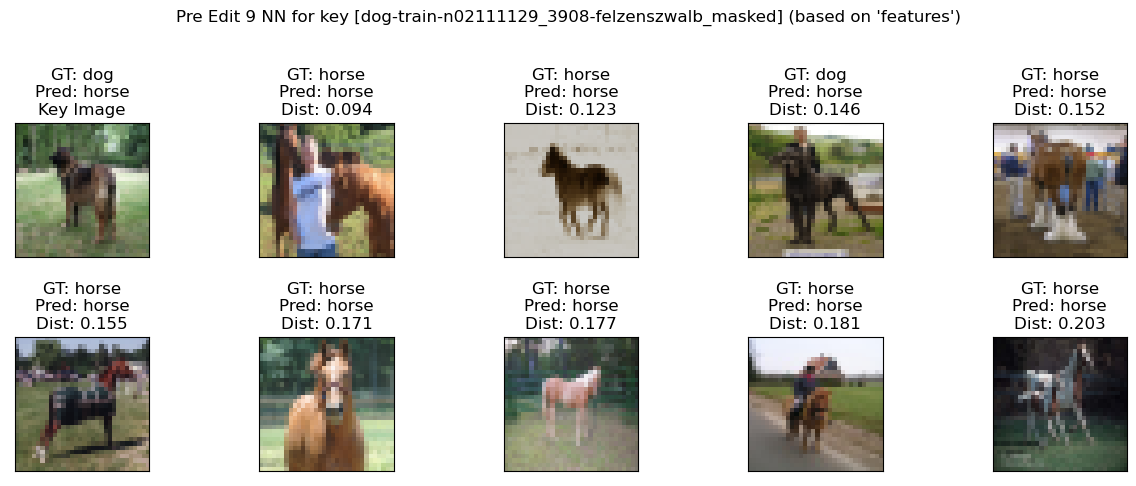 Pre Edit 9 NN for key [dog-train-n02111129_3908-felzenszwalb_masked] (based on 'features')
GT: dog
Pred: horse
Key Image
GT: horse
Pred: horse
Dist: 0.094
GT: horse
Pred: horse
Dist: 0.123
GT: dog
Pred: horse
Dist: 0.146
GT: horse
Pred: horse
Dist: 0.152
GT: horse
Pred: horse
Dist: 0.155
GT: horse
Pred: horse
Dist: 0.171
GT: horse
Pred: horse
Dist: 0.177
GT: horse
Pred: horse
Dist: 0.181
GT: horse
Pred: horse
Dist: 0.203